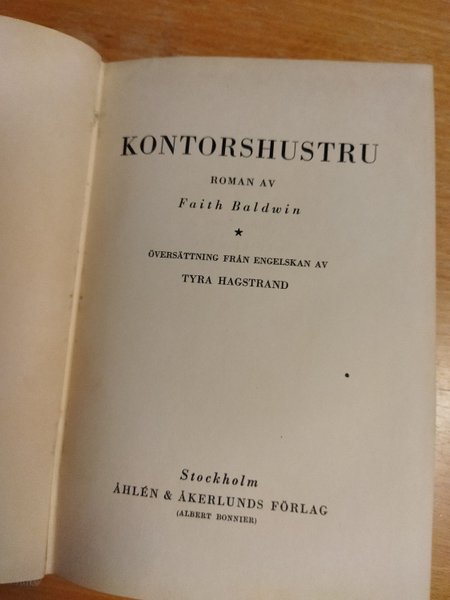 KONTORSHUSTRU
ROMAN AV
Faith Baldwin
★
ÖVERSÄTTNING FRÅN ENGELSKAN AV
TYRA HAGSTRAND
Stockholm
ÅHLÉN & ÅKERLUNDS FÖRLAG
(ALBERT BONNIER)